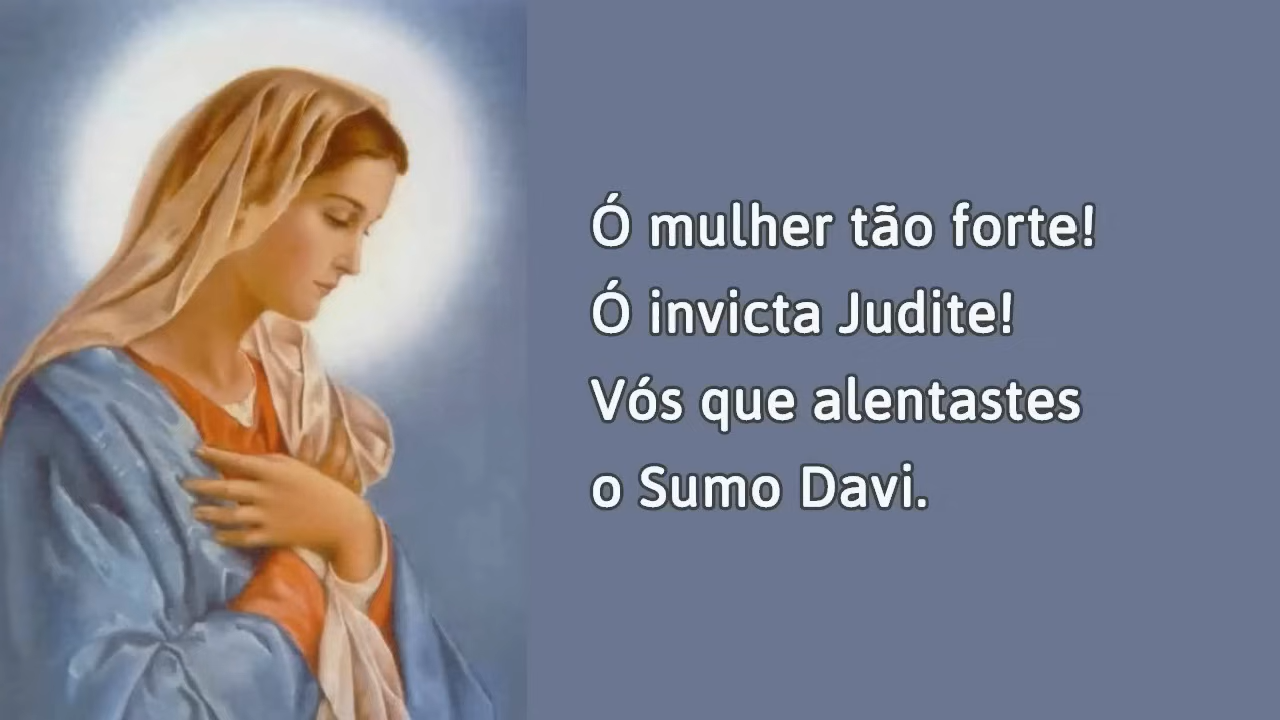 Ó mulher tão forte!
Ó invicta Judite!
Vós que alentastes
o Sumo Davi.